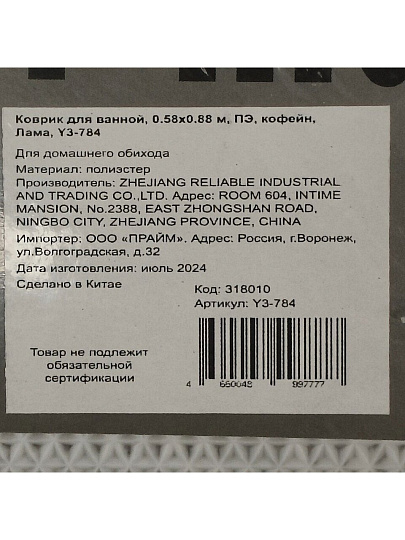 Коврик для ванной, 0.58x0.88 м, ПЭ, кофейн,
Лама, Y3-784
Для домашнего обихода
Материал: полиэстер
Производитель: ZHEJIANG RELIABLE INDUSTRIAL
AND TRADING CO.,LTD. Адрес: ROOM 604, INTIME
MANSION, No.2388, EAST ZHONGSHAN ROAD,
NINGBO CITY, ZHEJIANG PROVINCE, CHINA
Импортер: ООО «ПРАЙМ». Адрес: Россия, г.Воронеж,
ул.Волгоградская, д.32
Дата изготовления: июль 2024
Сделано в Китае
Код: 318010
Артикул: Y3-784
Товар не подлежит
обязательной
сертификации
4 660048 997777